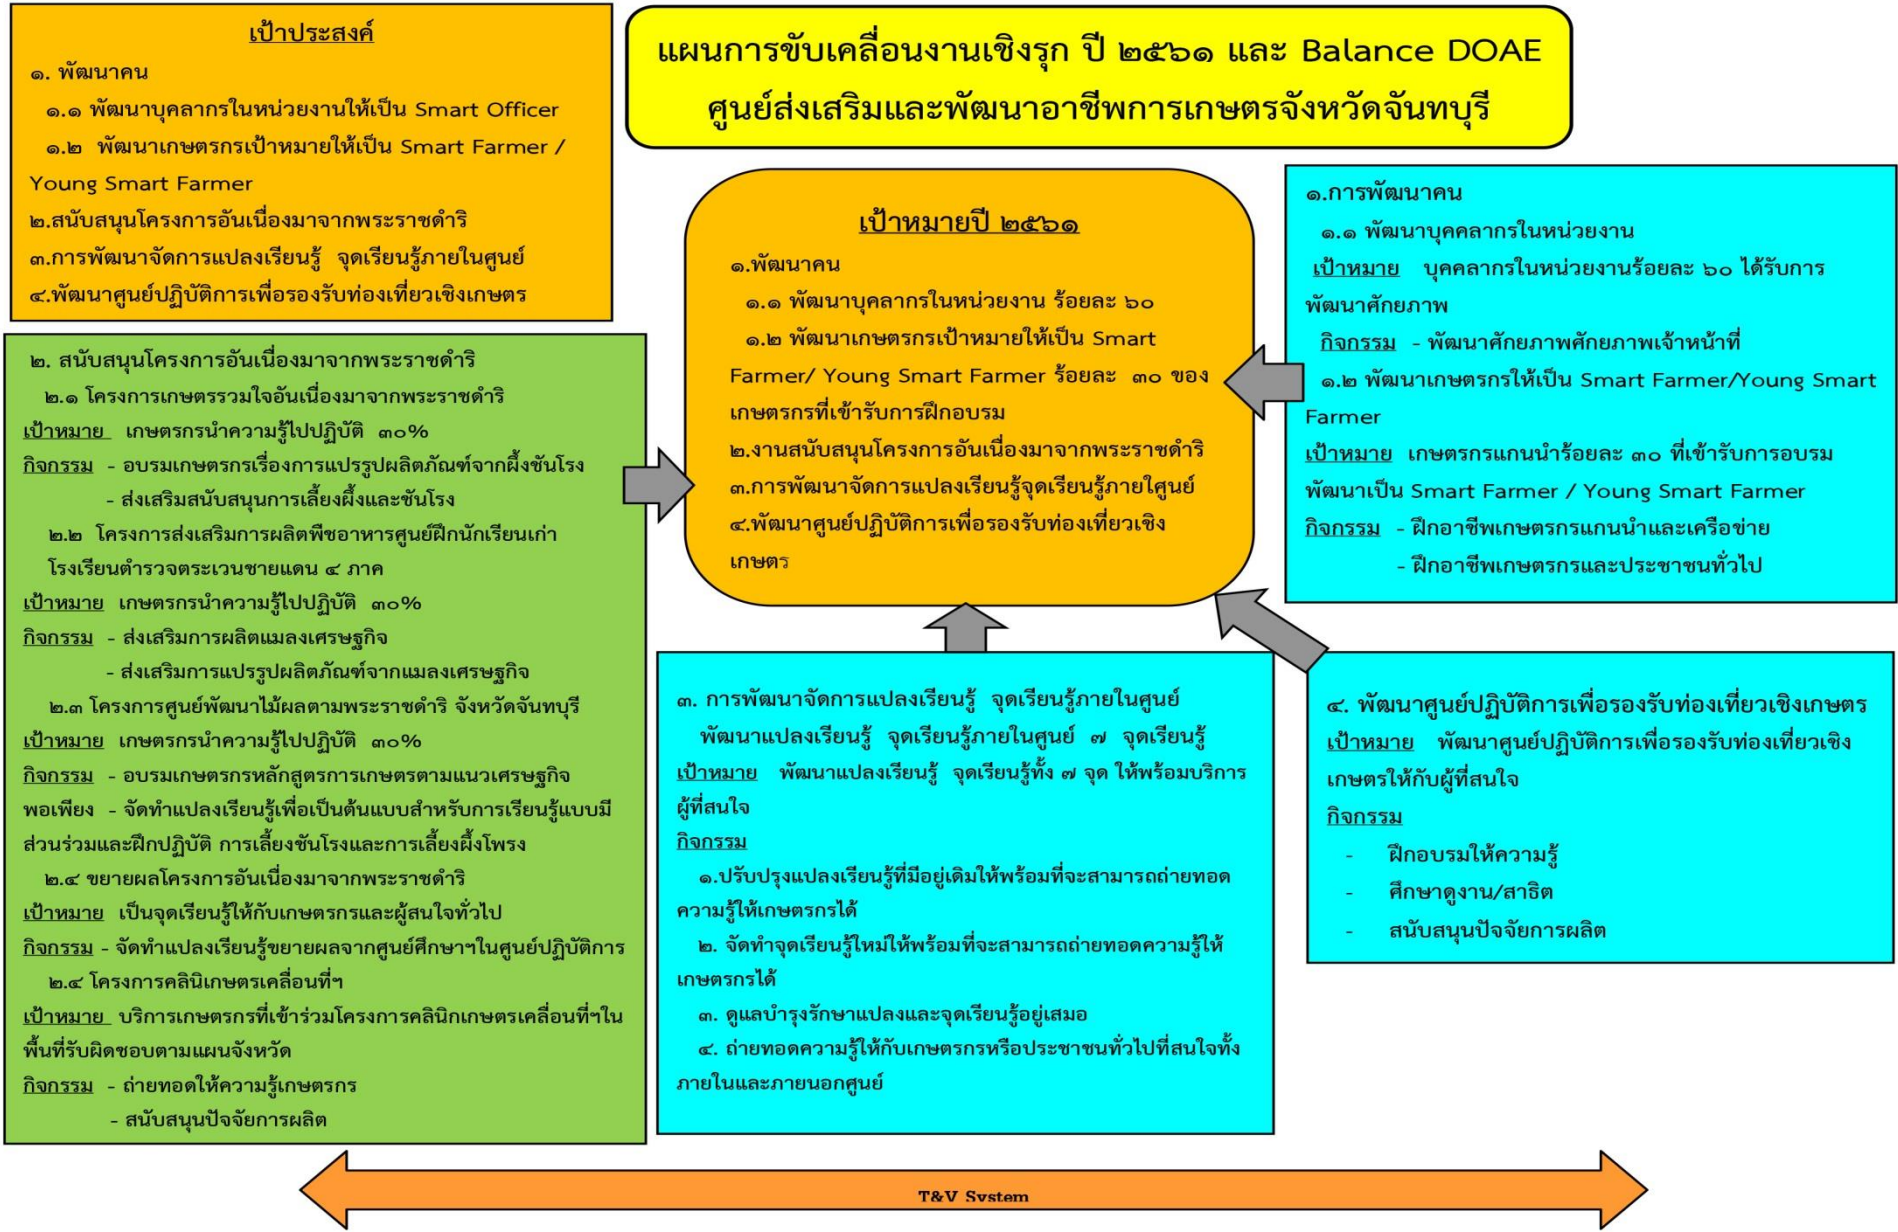 เป้าประสงค์
๑. พัฒนาคน
๑.๑ พัฒนาบุคลากรในหน่วยงานให้เป็น Smart Officer
๑.๒ พัฒนาเกษตรกรเป้าหมายให้เป็น Smart Farmer /
Young Smart Farmer
๒.สนับสนุนโครงการอันเนื่องมาจากพระราชดำริ
๓.การพัฒนาจัดการแปลงเรียนรู้ จุดเรียนรู้ภายในศูนย์
๔.พัฒนาศูนย์ปฏิบัติการเพื่อรองรับท่องเที่ยวเชิงเกษตร
แผนการขับเคลื่อนงานเชิงรุก ปี ๒๕๖๑ และ Balance DOAE
ศูนย์ส่งเสริมและพัฒนาอาชีพการเกษตรจังหวัดจันทบุรี
เป้าหมายปี ๒๕๖๑
๑.พัฒนาคน
๑.๑ พัฒนาบุคลากรในหน่วยงาน ร้อยละ ๖๐
๑.๒ พัฒนาเกษตรกรเป้าหมายให้เป็น Smart
Farmer/ Young Smart Farmer ร้อยละ ๓๐ ของ
เกษตรกรที่เข้ารับการฝึกอบรม
๒.งานสนับสนุนโครงการอันเนื่องมาจากพระราชดำริ
๓.การพัฒนาจัดการแปลงเรียนรู้จุดเรียนรู้ภายใศูนย์
๔.พัฒนาศูนย์ปฏิบัติการเพื่อรองรับท่องเที่ยวเชิง
เกษตร
๑.การพัฒนาคน
๑.๑ พัฒนาบุคคลากรในหน่วยงาน
เป้าหมาย บุคคลากรในหน่วยงานร้อยละ ๖๐ ได้รับการ
พัฒนาศักยภาพ
กิจกรรม - พัฒนาศักยภาพศักยภาพเจ้าหน้าที่
๑.๒ พัฒนาเกษตรกรให้เป็น Smart Farmer/Young Smart
Farmer
เป้าหมาย เกษตรกรแกนนำร้อยละ ๓๐ ที่เข้ารับการอบรม
พัฒนาเป็น Smart Farmer / Young Smart Farmer
กิจกรรม - ฝึกอาชีพเกษตรกรแกนนำและเครือข่าย
- ฝึกอาชีพเกษตรกรและประชาชนทั่วไป
๒. สนับสนุนโครงการอันเนื่องมาจากพระราชดำริ
๒.๑ โครงการเกษตรรวมใจอันเนื่องมาจากพระราชดำริ
เป้าหมาย เกษตรกรนำความรู้ไปปฏิบัติ ๓๐%
กิจกรรม - อบรมเกษตรกรเรื่องการแปรรูปผลิตภัณฑ์จากผึ้งชันโรง
- ส่งเสริมสนับสนุนการเลี้ยงผึ้งและชันโรง
๒.๒ โครงการส่งเสริมการผลิตพืชอาหารศูนย์ฝึกนักเรียนเก่า
โรงเรียนตำรวจตระเวนชายแดน ๔ ภาค
เป้าหมาย เกษตรกรนำความรู้ไปปฏิบัติ ๓๐%
กิจกรรม - ส่งเสริมการผลิตแมลงเศรษฐกิจ
- ส่งเสริมการแปรรูปผลิตภัณฑ์จากแมลงเศรษฐกิจ
๒.๓ โครงการศูนย์พัฒนาไม้ผลตามพระราชดำริ จังหวัดจันทบุรี
เป้าหมาย เกษตรกรนำความรู้ไปปฏิบัติ ๓๐%
กิจกรรม - อบรมเกษตรกรหลักสูตรการเกษตรตามแนวเศรษฐกิจ
พอเพียง - จัดทำแปลงเรียนรู้เพื่อเป็นต้นแบบสำหรับการเรียนรู้แบบมี
ส่วนร่วมและฝึกปฏิบัติ การเลี้ยงชันโรงและการเลี้ยงผึ้งโพรง
๒.๔ ขยายผลโครงการอันเนื่องมาจากพระราชดำริ
เป้าหมาย เป็นจุดเรียนรู้ให้กับเกษตรกรและผู้สนใจทั่วไป
กิจกรรม - จัดทำแปลงเรียนรู้ขยายผลจากศูนย์ศึกษาฯในศูนย์ปฏิบัติการ
๒.๔ โครงการคลินิเกษตรเคลื่อนที่ฯ
เป้าหมาย บริการเกษตรกรที่เข้าร่วมโครงการคลินิกเกษตรเคลื่อนที่ฯใน
พื้นที่รับผิดชอบตามแผนจังหวัด
กิจกรรม - ถ่ายทอดให้ความรู้เกษตรกร
- สนับสนุนปัจจัยการผลิต
๓. การพัฒนาจัดการแปลงเรียนรู้ จุดเรียนรู้ภายในศูนย์
พัฒนาแปลงเรียนรู้ จุดเรียนรู้ภายในศูนย์ ๗ จุดเรียนรู้
เป้าหมาย พัฒนาแปลงเรียนรู้ จุดเรียนรู้ทั้ง ๗ จุด ให้พร้อมบริการ
ผู้ที่สนใจ
กิจกรรม
๑.ปรับปรุงแปลงเรียนรู้ที่มีอยู่เดิมให้พร้อมที่จะสามารถถ่ายทอด
ความรู้ให้เกษตรกรได้
๒. จัดทำจุดเรียนรู้ใหม่ให้พร้อมที่จะสามารถถ่ายทอดความรู้ให้
เกษตรกรได้
๓. ดูแลบำรุงรักษาแปลงและจุดเรียนรู้อยู่เสมอ
๔. ถ่ายทอดความรู้ให้กับเกษตรกรหรือประชาชนทั่วไปที่สนใจทั้ง
ภายในและภายนอกศูนย์
๔. พัฒนาศูนย์ปฏิบัติการเพื่อรองรับท่องเที่ยวเชิงเกษตร
เป้าหมาย พัฒนาศูนย์ปฏิบัติการเพื่อรองรับท่องเที่ยวเชิง
เกษตรให้กับผู้ที่สนใจ
กิจกรรม
- ฝึกอบรมให้ความรู้
- ศึกษาดูงาน/สาธิต
- สนับสนุนปัจจัยการผลิต
T&V System